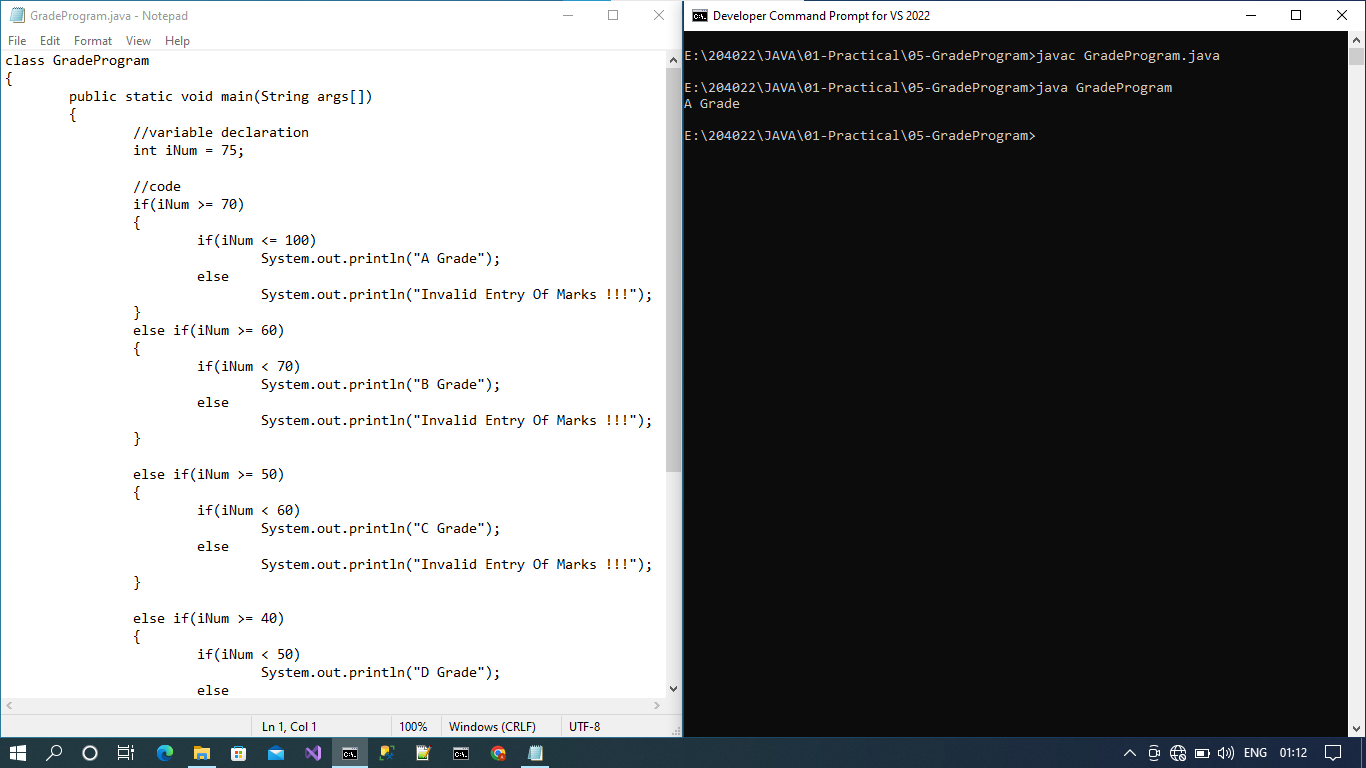 GradeProgram.java - Notepad
File Edit Format View Help
class GradeProgram
{
public static void main(String args[])
{
//variable declaration
int iNum = 75;
//code
if(iNum >= 70)
{
if(iNum <= 100)
System.out.println("A Grade");
else
System.out.println("Invalid Entry Of Marks !!!");
}
else if(iNum >= 60)
{
if(iNum < 70)
System.out.println("B Grade");
else
System.out.println("Invalid Entry Of Marks !!!");
}
else if(iNum >= 50)
{
if(iNum < 60)
System.out.println("C Grade");
else
System.out.println("Invalid Entry Of Marks !!!");
}
else if(iNum >= 40)
{
if(iNum < 50)
System.out.println("D Grade");
else
Ln 1, Col 1 100% Windows (CRLF) UTF-8
Developer Command Prompt for VS 2022
E:\204022\JAVA\01-Practical\05-GradeProgram>javac GradeProgram.java
E:\204022\JAVA\01-Practical\05-GradeProgram>java GradeProgram
A Grade
E:\204022\JAVA\01-Practical\05-GradeProgram>
ENG 01:12